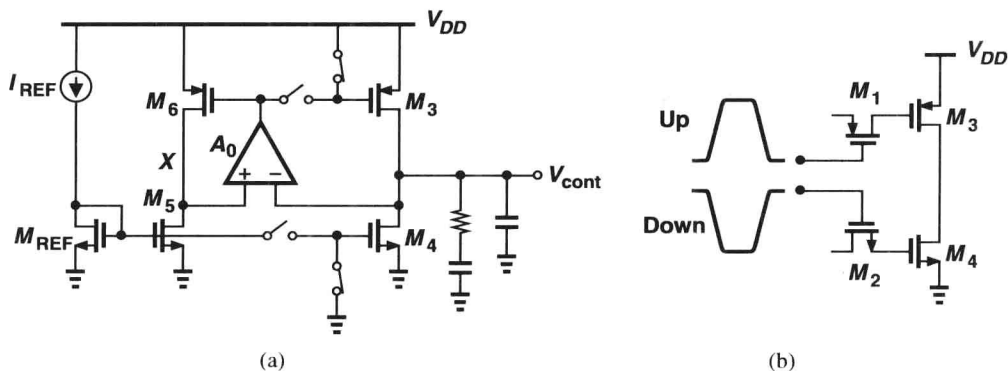 V_DD
I_REF
M_6
M_3
A_0
X
+ −
V_cont
M_5
M_REF
M_4
(a)
V_DD
M_1
Up
M_3
Down
M_2
M_4
(b)